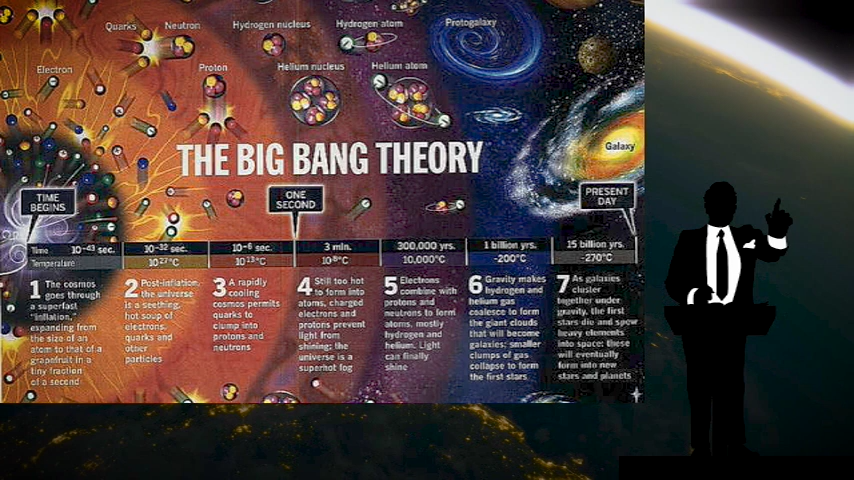 Quarks
Neutron
Hydrogen nucleus
Hydrogen atom
Protogalaxy
Electron
Proton
Helium nucleus
Helium atom
Galaxy
THE BIG BANG THEORY
TIME
BEGINS
ONE
SECOND
PRESENT
DAY
Time 10-43 sec. 10-32 sec. 10-6 sec. 3 min. 300,000 yrs. 1 billion yrs. 15 billion yrs.
Temperature 1027°C 1013°C 108°C 10,000°C -200°C -270°C
1 The cosmos
goes through
a superfast
"inflation,"
expanding from
the size of an
atom to that of a
grapefruit in a
tiny fraction
of a second
2 Post-inflation,
the universe
is a seething,
hot soup of
electrons,
quarks and
other
particles
3 A rapidly
cooling
cosmos permits
quarks to
clump into
protons and
neutrons
4 Still too hot
to form into
atoms, charged
electrons and
protons prevent
light from
shining; the
universe is a
superhot fog
5 Electrons
combine with
protons and
neutrons to form
atoms, mostly
hydrogen and
helium. Light
can finally
shine
6 Gravity makes
hydrogen and
helium gas
coalesce to form
the giant clouds
that will become
galaxies; smaller
clumps of gas
collapse to form
the first stars
7 As galaxies
cluster
together under
gravity, the first
stars die and spew
heavy elements
into space; these
will eventually
form into new
stars and planets